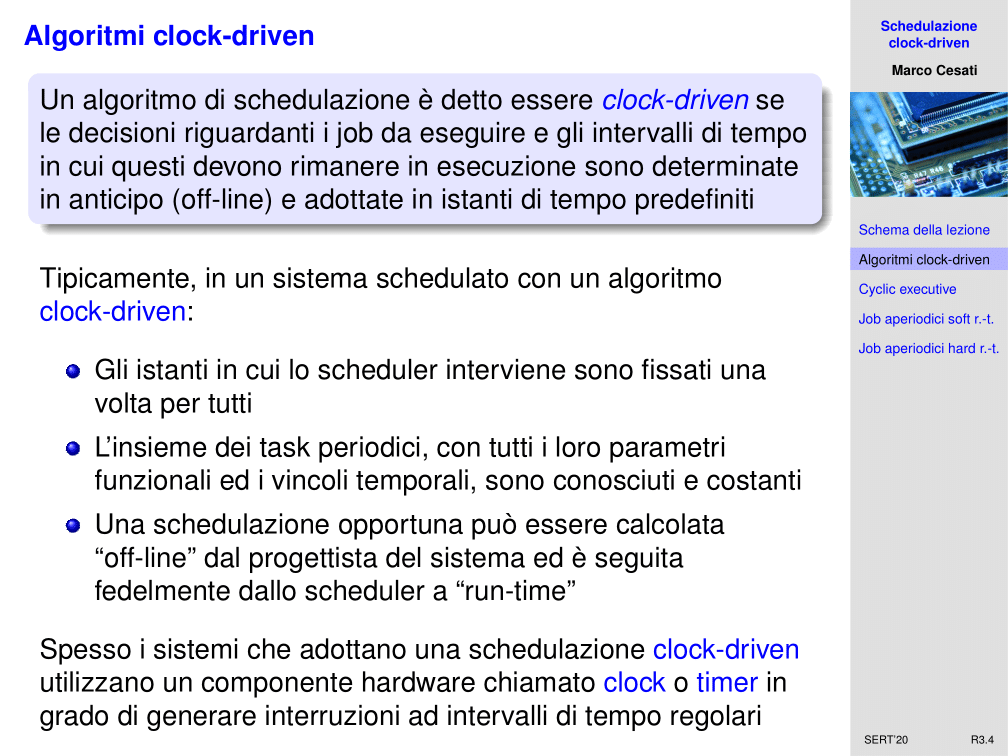 Algoritmi clock-driven
Un algoritmo di schedulazione è detto essere clock-driven se
le decisioni riguardanti i job da eseguire e gli intervalli di tempo
in cui questi devono rimanere in esecuzione sono determinate
in anticipo (off-line) e adottate in istanti di tempo predefiniti
Tipicamente, in un sistema schedulato con un algoritmo
clock-driven:
Gli istanti in cui lo scheduler interviene sono fissati una
volta per tutti
L’insieme dei task periodici, con tutti i loro parametri
funzionali ed i vincoli temporali, sono conosciuti e costanti
Una schedulazione opportuna può essere calcolata
“off-line” dal progettista del sistema ed è seguita
fedelmente dallo scheduler a “run-time”
Spesso i sistemi che adottano una schedulazione clock-driven
utilizzano un componente hardware chiamato clock o timer in
grado di generare interruzioni ad intervalli di tempo regolari
Schedulazione
clock-driven
Marco Cesati
R47 R46
Schema della lezione
Algoritmi clock-driven
Cyclic executive
Job aperiodici soft r.-t.
Job aperiodici hard r.-t.
SERT’20 R3.4